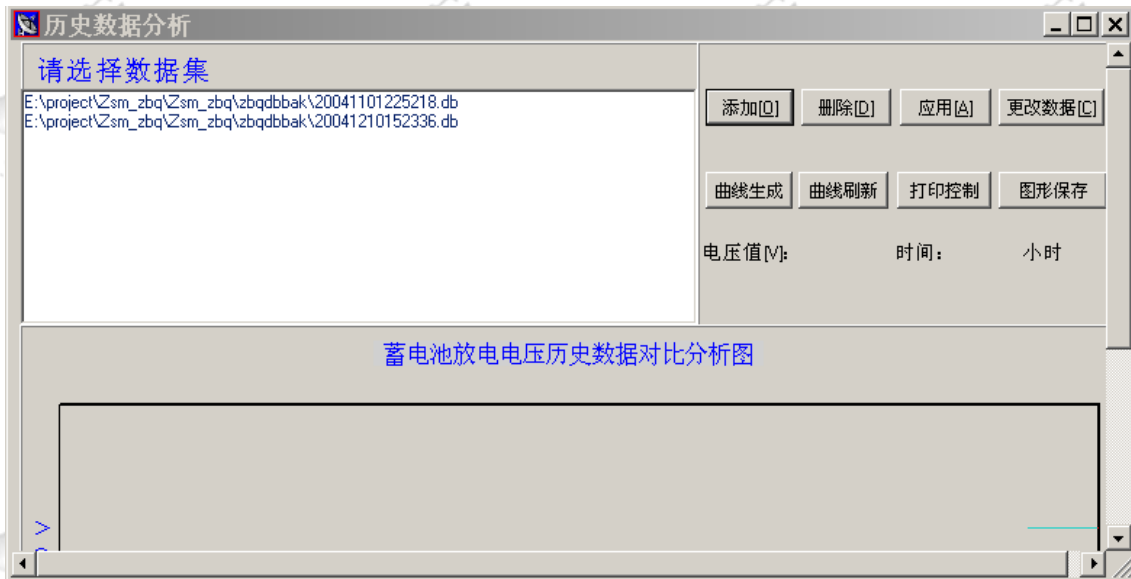 历史数据分析
请选择数据集
E:\project\Zsm_zbq\Zsm_zbq\zbqdbbak\20041101225218.db
E:\project\Zsm_zbq\Zsm_zbq\zbqdbbak\20041210152336.db
添加[O] 删除[D] 应用[A] 更改数据[C]
曲线生成 曲线刷新 打印控制 图形保存
电压值[V]: 时间: 小时
蓄电池放电电压历史数据对比分析图